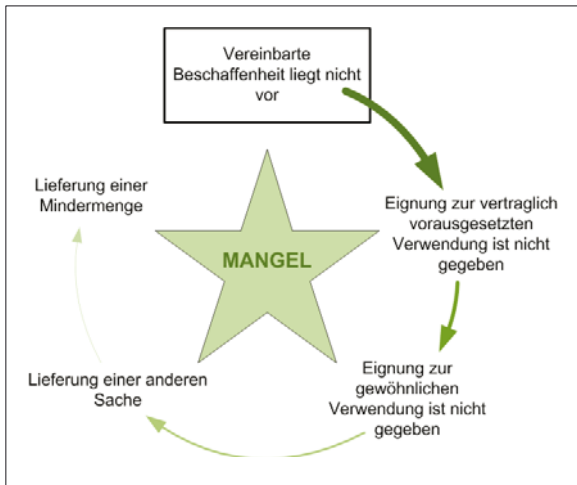 Vereinbarte
Beschaffenheit liegt nicht
vor
Eignung zur vertraglich
vorausgesetzten
Verwendung ist nicht
gegeben
Eignung zur
gewöhnlichen
Verwendung ist nicht
gegeben
Lieferung einer anderen
Sache
Lieferung einer
Mindermenge
MANGEL